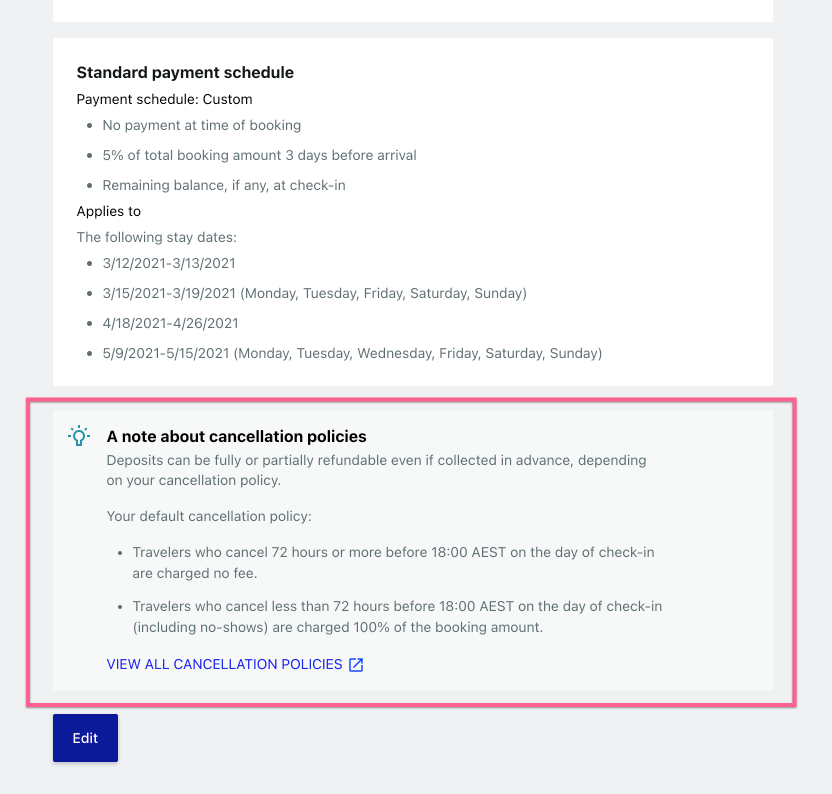 Standard payment schedule
Payment schedule: Custom
No payment at time of booking
5% of total booking amount 3 days before arrival
Remaining balance, if any, at check-in
Applies to
The following stay dates:
3/12/2021-3/13/2021
3/15/2021-3/19/2021 (Monday, Tuesday, Friday, Saturday, Sunday)
4/18/2021-4/26/2021
5/9/2021-5/15/2021 (Monday, Tuesday, Wednesday, Friday, Saturday, Sunday)
A note about cancellation policies
Deposits can be fully or partially refundable even if collected in advance, depending
on your cancellation policy.
Your default cancellation policy:
Travelers who cancel 72 hours or more before 18:00 AEST on the day of check-in
are charged no fee.
Travelers who cancel less than 72 hours before 18:00 AEST on the day of check-in
(including no-shows) are charged 100% of the booking amount.
VIEW ALL CANCELLATION POLICIES
Edit